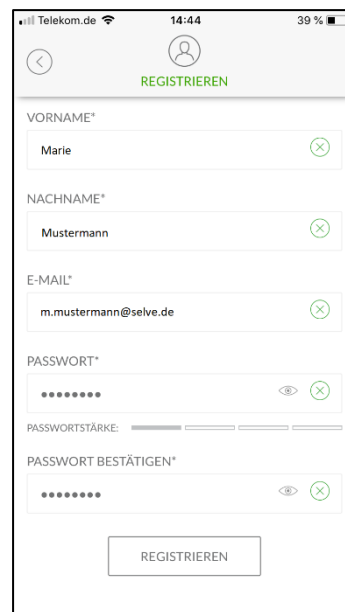 Telekom.de 14:44 39 %
REGISTRIEREN
VORNAME*
Marie
NACHNAME*
Mustermann
E-MAIL*
m.mustermann@selve.de
PASSWORT*
••••••••
PASSWORTSTÄRKE:
PASSWORT BESTÄTIGEN*
••••••••
REGISTRIEREN